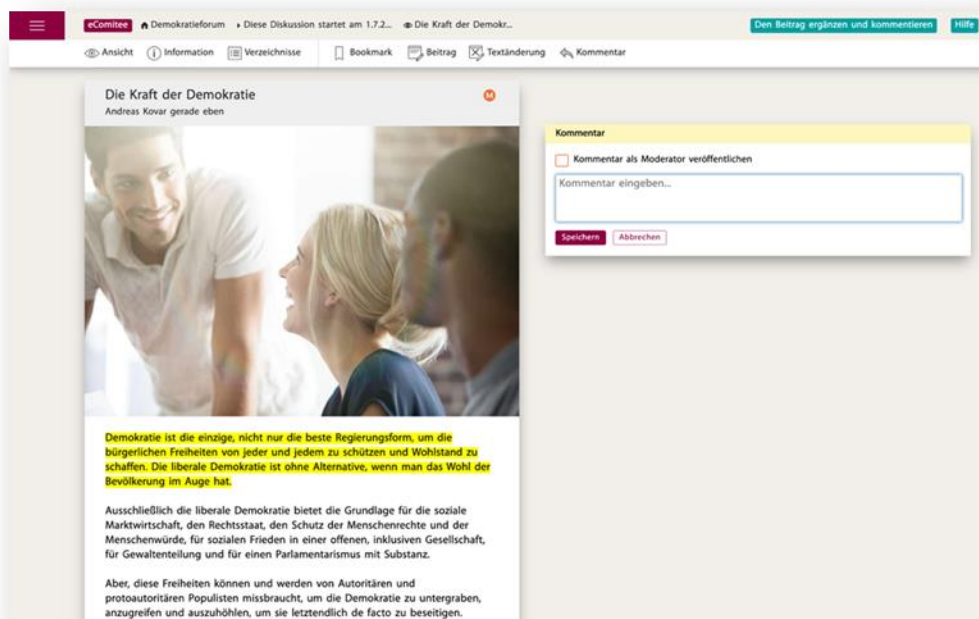 eComitee Demokratieforum Diese Diskussion startet am 1.7.2... Die Kraft der Demokr... Den Beitrag ergänzen und kommentieren Hilfe
Ansicht Information Verzeichnisse Bookmark Beitrag Textänderung Kommentar
Die Kraft der Demokratie
Andreas Kovar gerade eben
M
Kommentar
Kommentar als Moderator veröffentlichen
Kommentar eingeben...
Speichern Abbrechen
Demokratie ist die einzige, nicht nur die beste Regierungsform, um die
bürgerlichen Freiheiten von jeder und jedem zu schützen und Wohlstand zu
schaffen. Die liberale Demokratie ist ohne Alternative, wenn man das Wohl der
Bevölkerung im Auge hat.
Ausschließlich die liberale Demokratie bietet die Grundlage für die soziale
Marktwirtschaft, den Rechtsstaat, den Schutz der Menschenrechte und der
Menschenwürde, für sozialen Frieden in einer offenen, inklusiven Gesellschaft,
für Gewaltenteilung und für einen Parlamentarismus mit Substanz.
Aber, diese Freiheiten können und werden von Autoritären und
protoautoritären Populisten missbraucht, um die Demokratie zu untergraben,
anzugreifen und auszuhöhlen, um sie letztendlich de facto zu beseitigen.